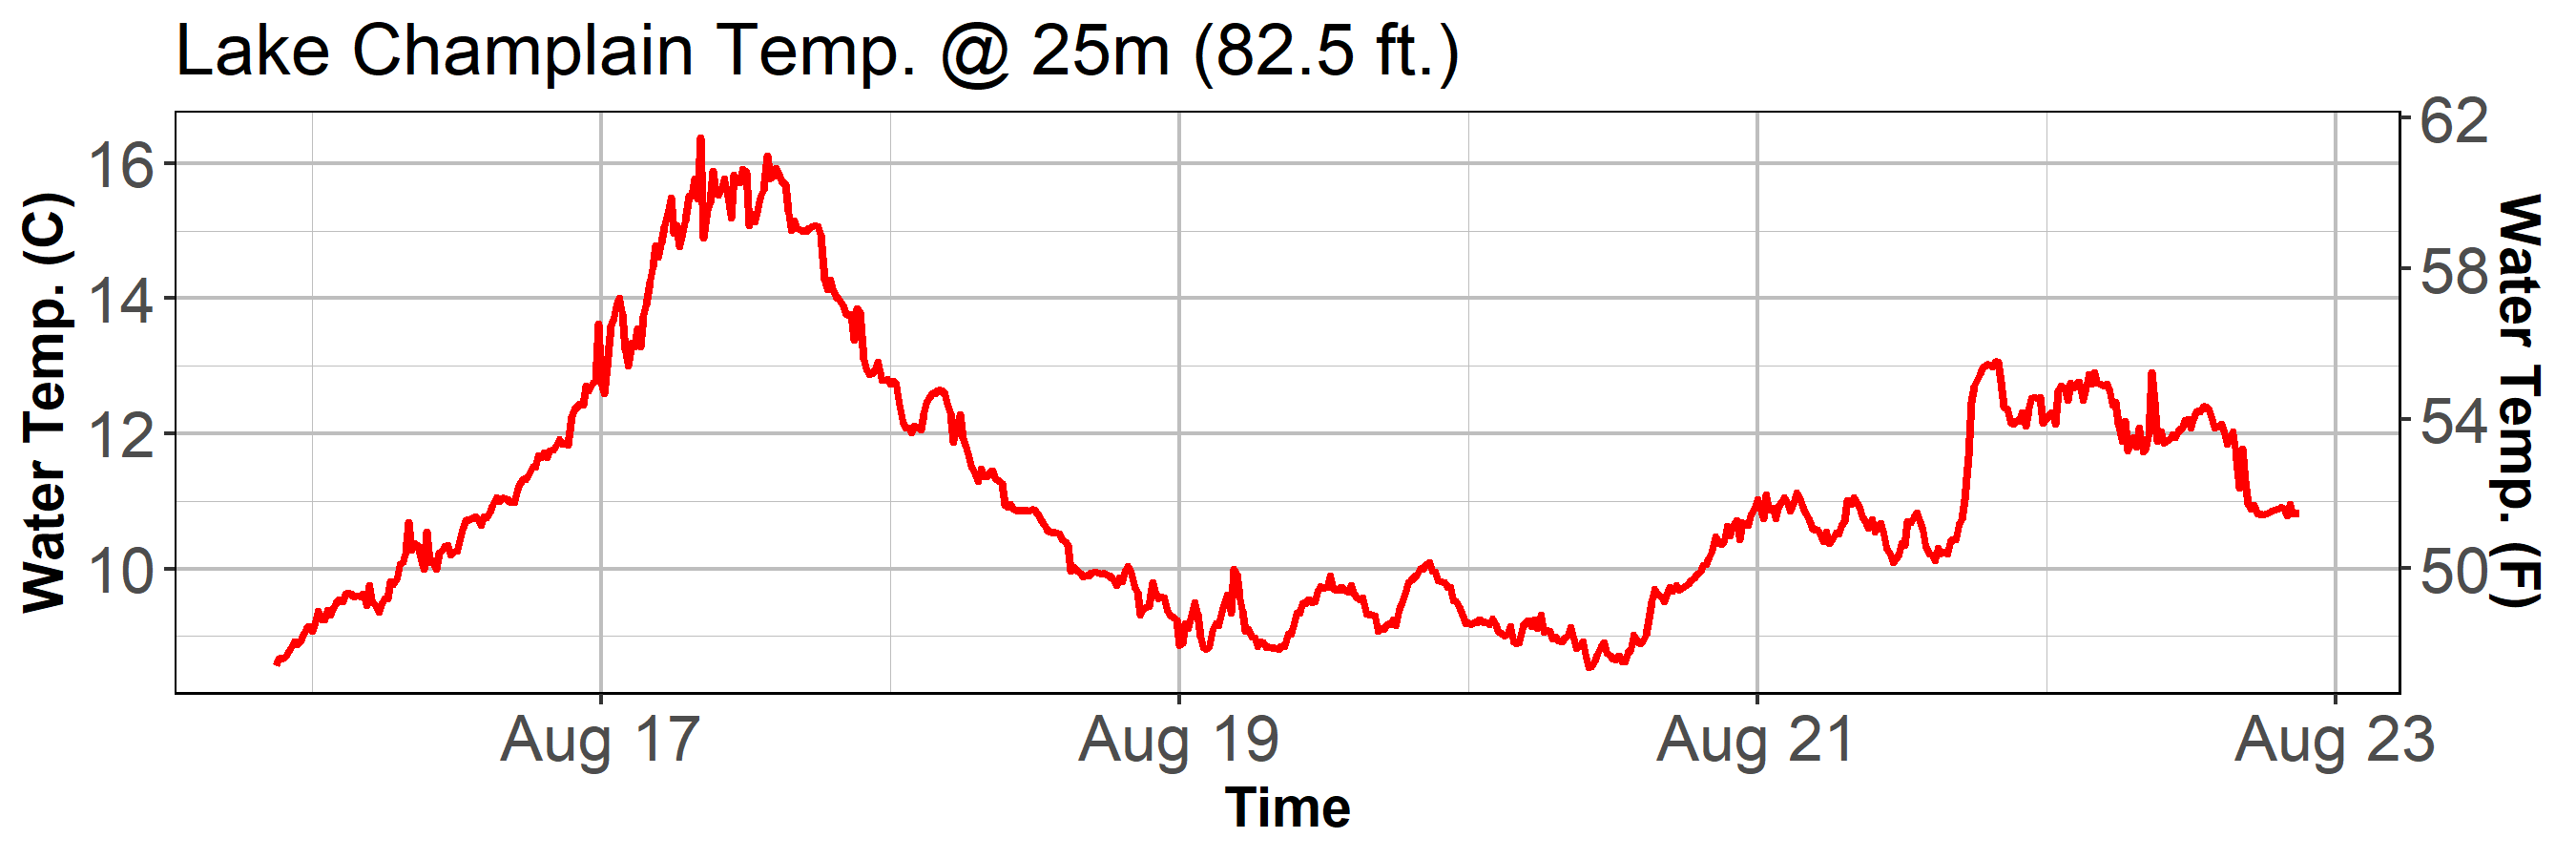 Lake Champlain Temp. @ 25m (82.5 ft.)
Water Temp. (C)
16
14
12
10
62
58
54
50
Water Temp. (F)
Aug 17 Aug 19 Aug 21 Aug 23
Time